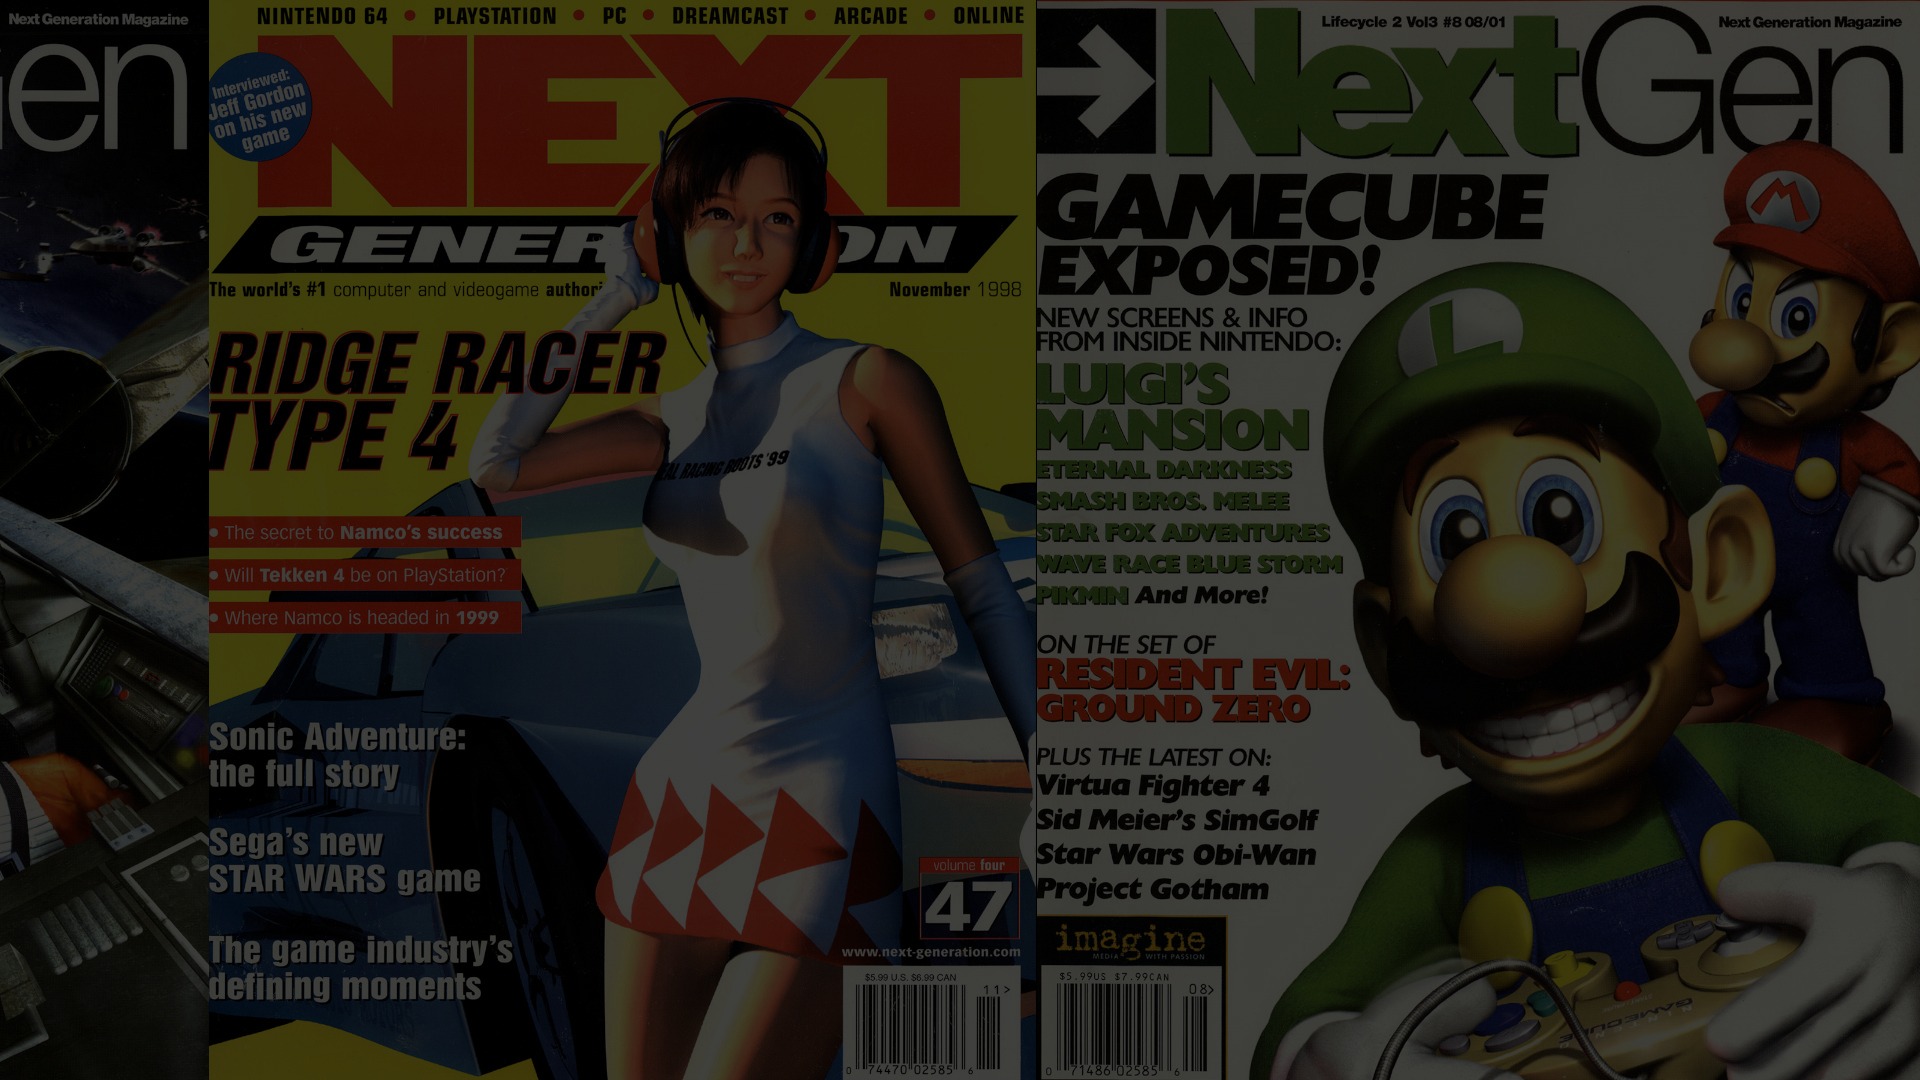 Next Generation Magazine
en
NINTENDO 64 • PLAYSTATION • PC • DREAMCAST • ARCADE • ONLINE
Interviewed:
Jeff Gordon
on his new
game
NEXT
GENER ON
The world's #1 computer and videogame authori
November 1998
RIDGE RACER
TYPE 4
• The secret to Namco's success
• Will Tekken 4 be on PlayStation?
• Where Namco is headed in 1999
AL RACING ROOTS '99
Sonic Adventure:
the full story
Sega's new
STAR WARS game
The game industry's
defining moments
volume four
47
www.next-generation.com
$5.99 U.S. $6.99 CAN
11>
0 74470 02585 6
Lifecycle 2 Vol3 #8 08/01
Next Generation Magazine
NextGen
GAMECUBE
EXPOSED!
NEW SCREENS & INFO
FROM INSIDE NINTENDO:
LUIGI'S
MANSION
ETERNAL DARKNESS
SMASH BROS. MELEE
STAR FOX ADVENTURES
WAVE RACE BLUE STORM
PIKMIN And More!
ON THE SET OF
RESIDENT EVIL:
GROUND ZERO
PLUS THE LATEST ON:
Virtua Fighter 4
Sid Meier's SimGolf
Star Wars Obi-Wan
Project Gotham
imagine
MEDIA WITH PASSION
$5.99US $7.99CAN
08>
0 71486 02585 6
M
L
GAMECUBE